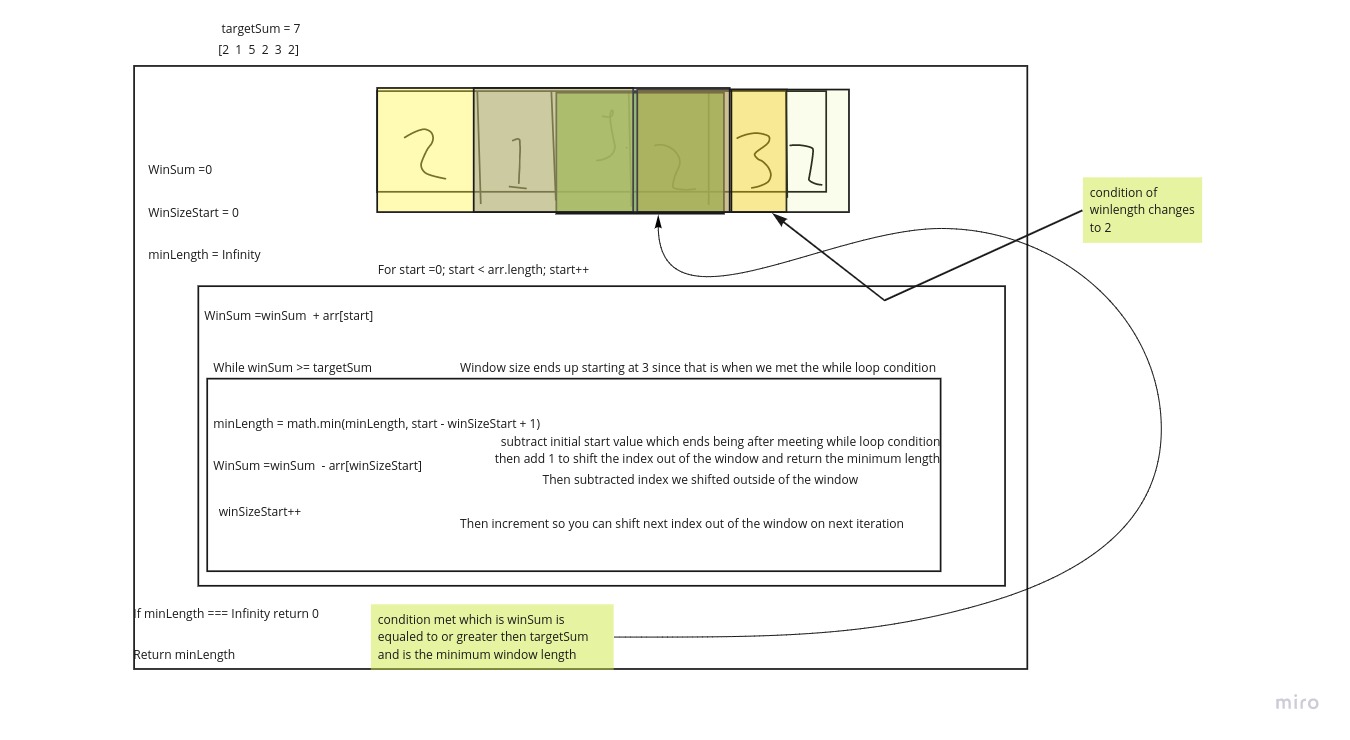 targetSum = 7
[2 1 5 2 3 2]
2 1 5 2 3 2
WinSum =0
WinSizeStart = 0
minLength = Infinity
condition of
winlength changes
to 2
For start =0; start < arr.length; start++
WinSum =winSum + arr[start]
While winSum >= targetSum
Window size ends up starting at 3 since that is when we met the while loop condition
minLength = math.min(minLength, start - winSizeStart + 1)
subtract initial start value which ends being after meeting while loop condition
then add 1 to shift the index out of the window and return the minimum length
WinSum =winSum - arr[winSizeStart]
Then subtracted index we shifted outside of the window
winSizeStart++
Then increment so you can shift next index out of the window on next iteration
If minLength === Infinity return 0
Return minLength
condition met which is winSum is
equaled to or greater then targetSum
and is the minimum window length
miro